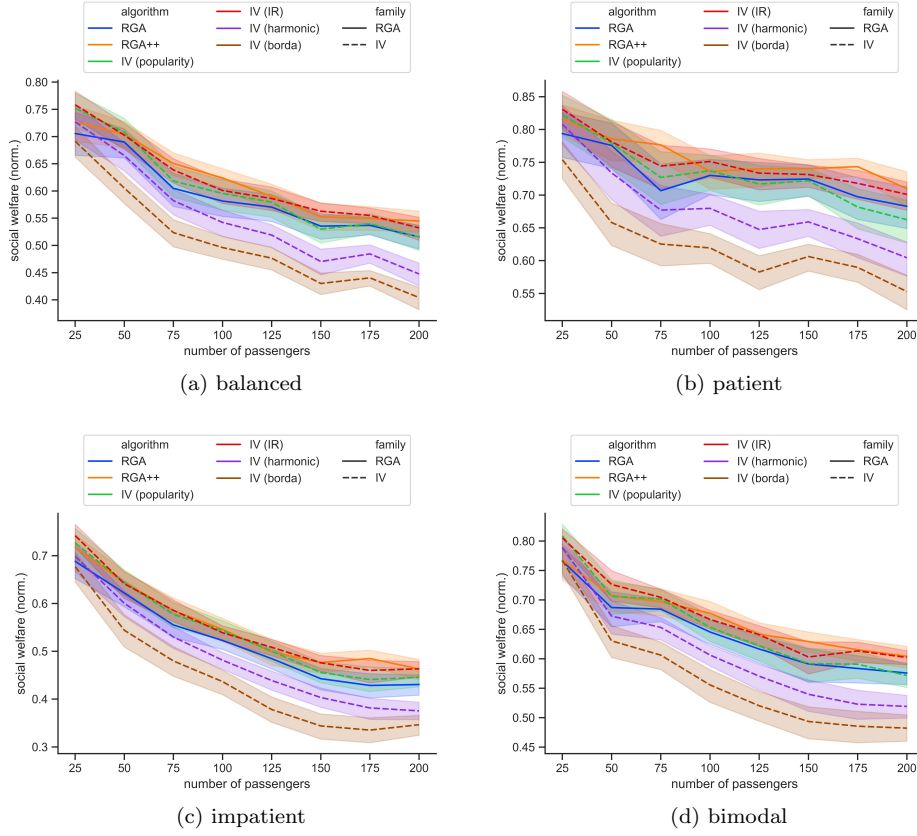 algorithm
RGA
RGA++
IV (popularity)
IV (IR)
IV (harmonic)
IV (borda)
family
RGA
IV
social welfare (norm.)
0.80
0.75
0.70
0.65
0.60
0.55
0.50
0.45
0.40
25 50 75 100 125 150 175 200
number of passengers
(a) balanced
algorithm
RGA
RGA++
IV (popularity)
IV (IR)
IV (harmonic)
IV (borda)
family
RGA
IV
social welfare (norm.)
0.85
0.80
0.75
0.70
0.65
0.60
0.55
25 50 75 100 125 150 175 200
number of passengers
(b) patient
algorithm
RGA
RGA++
IV (popularity)
IV (IR)
IV (harmonic)
IV (borda)
family
RGA
IV
social welfare (norm.)
0.7
0.6
0.5
0.4
0.3
25 50 75 100 125 150 175 200
number of passengers
(c) impatient
algorithm
RGA
RGA++
IV (popularity)
IV (IR)
IV (harmonic)
IV (borda)
family
RGA
IV
social welfare (norm.)
0.80
0.75
0.70
0.65
0.60
0.55
0.50
0.45
25 50 75 100 125 150 175 200
number of passengers
(d) bimodal